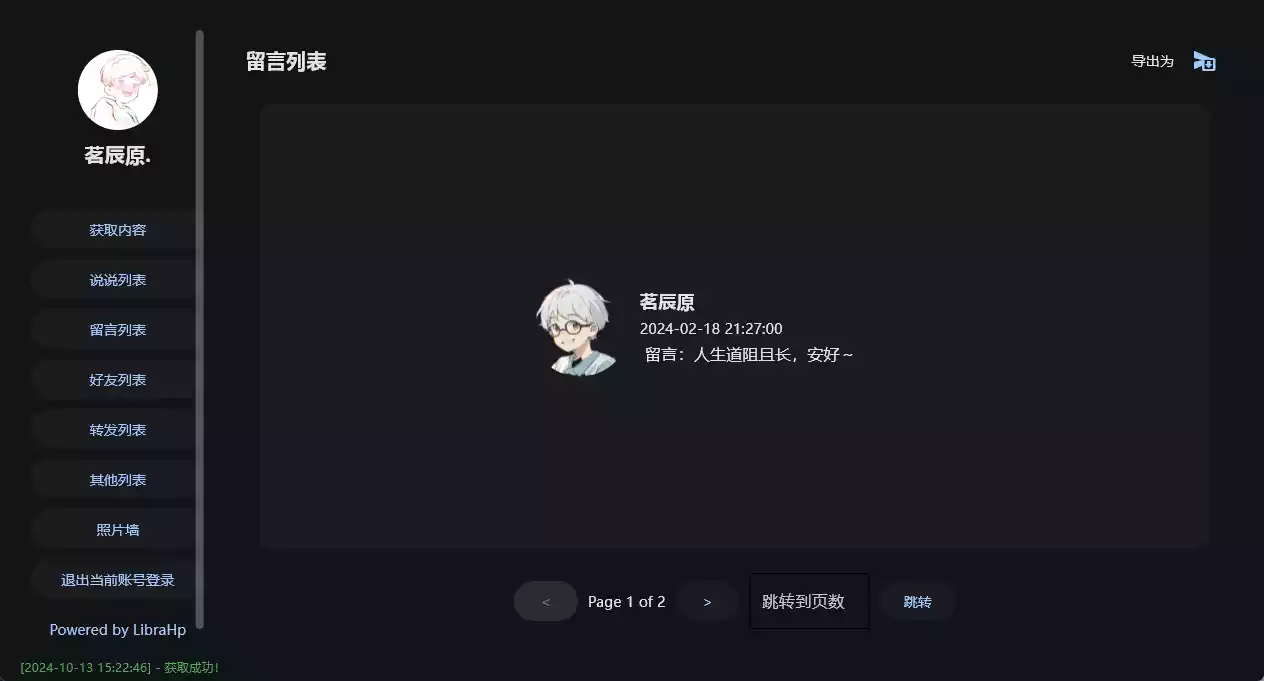 茗辰原.
获取内容
说说列表
留言列表
好友列表
转发列表
其他列表
照片墙
退出当前账号登录
Powered by LibraHp
[2024-10-13 15:22:46] - 获取成功!
留言列表
导出为
茗辰原
2024-02-18 21:27:00
留言：人生道阻且长，安好～
< Page 1 of 2 > 跳转到页数 跳转